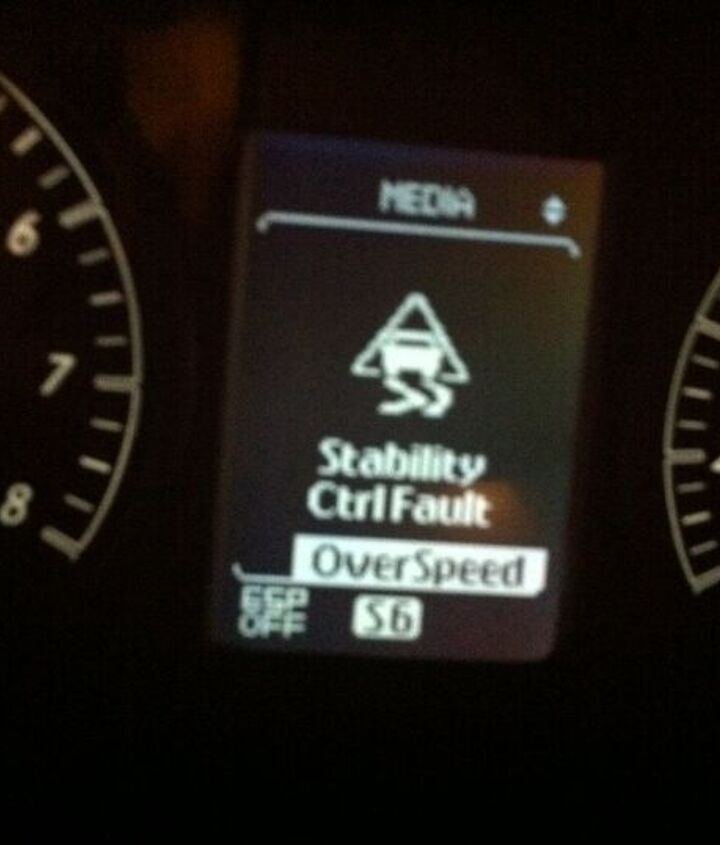 MEDIA
6
7
8
Stability
Ctrl Fault
OverSpeed
ESP
OFF
S6